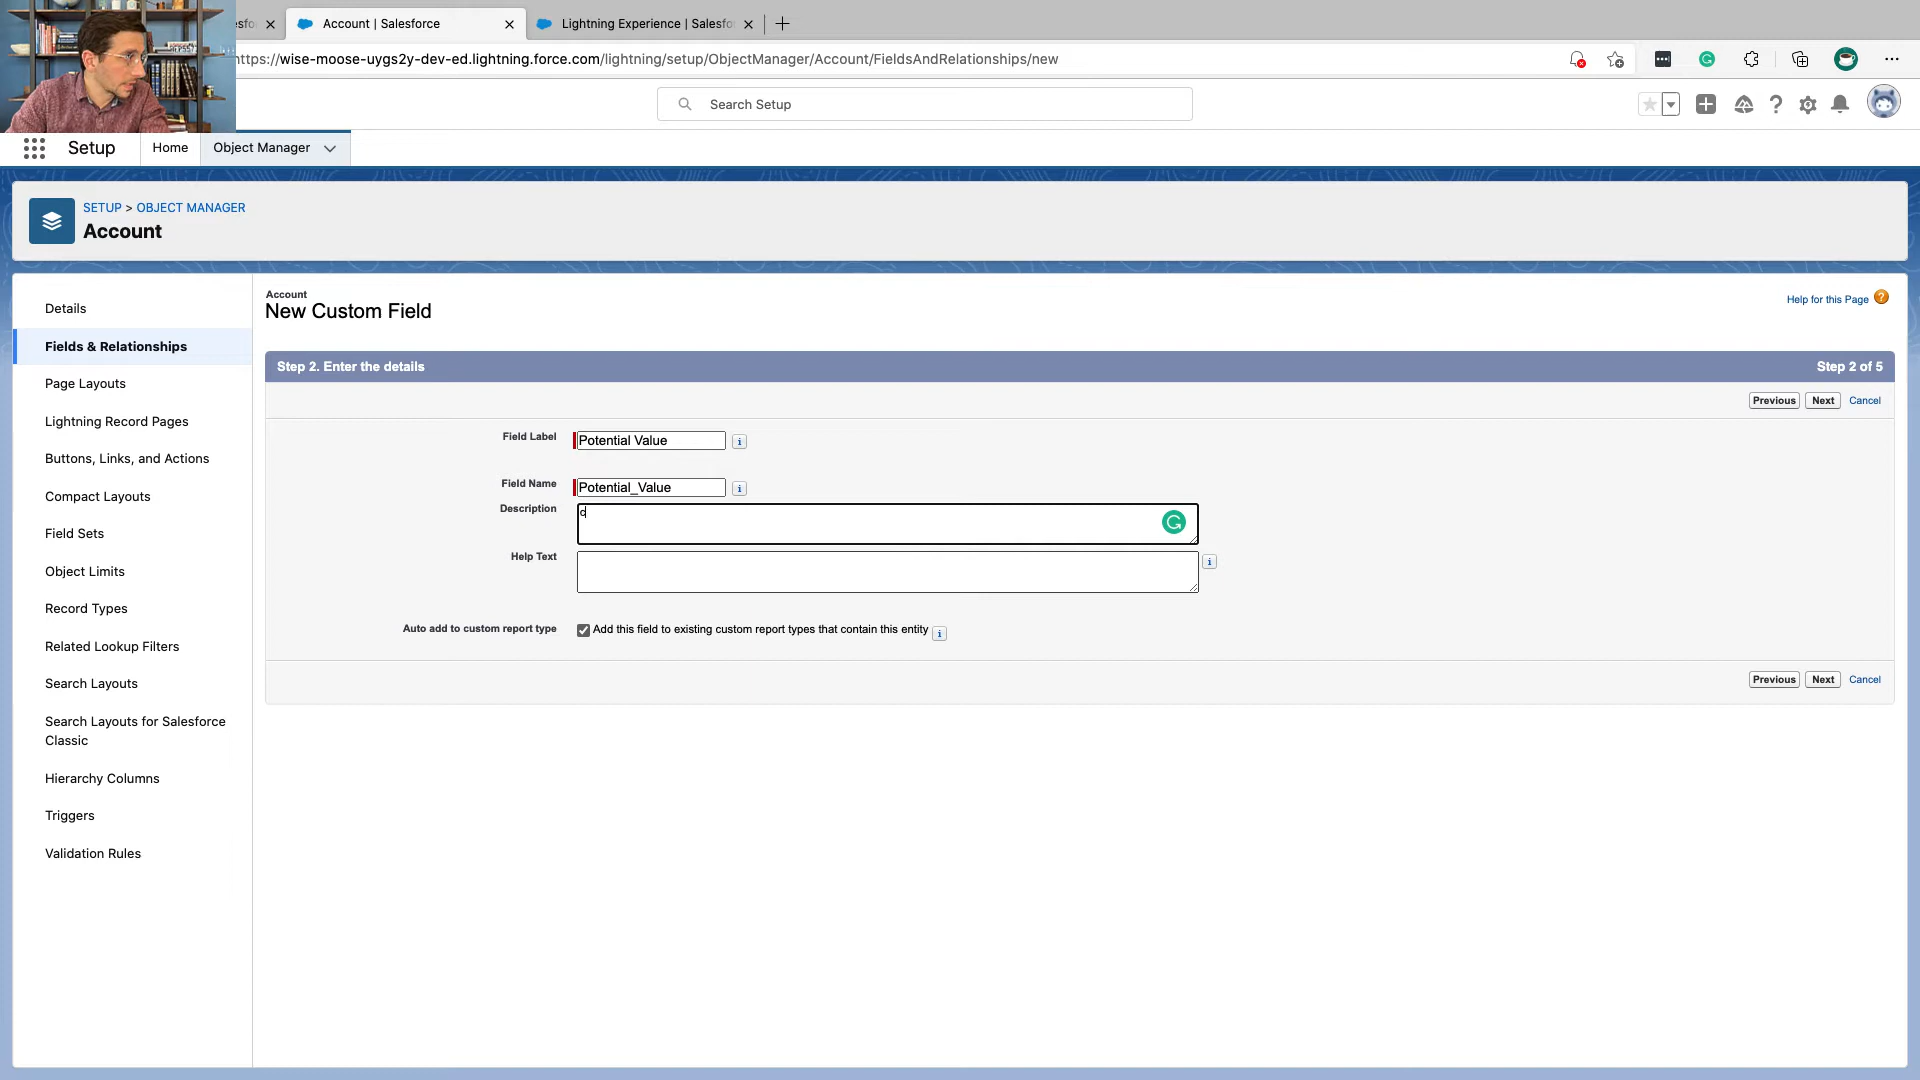 Account | Salesforce
Lightning Experience | Salesfo
https://wise-moose-uygs2y-dev-ed.lightning.force.com/lightning/setup/ObjectManager/Account/FieldsAndRelationships/new
Search Setup
Setup
Home
Object Manager
SETUP > OBJECT MANAGER
Account
Details
Fields & Relationships
Page Layouts
Lightning Record Pages
Buttons, Links, and Actions
Compact Layouts
Field Sets
Object Limits
Record Types
Related Lookup Filters
Search Layouts
Search Layouts for Salesforce
Classic
Hierarchy Columns
Triggers
Validation Rules
Account
New Custom Field
Help for this Page
Step 2. Enter the details
Step 2 of 5
Previous
Next
Cancel
Field Label
Potential Value
Field Name
Potential_Value
Description
c
Help Text
Auto add to custom report type
Add this field to existing custom report types that contain this entity
Previous
Next
Cancel